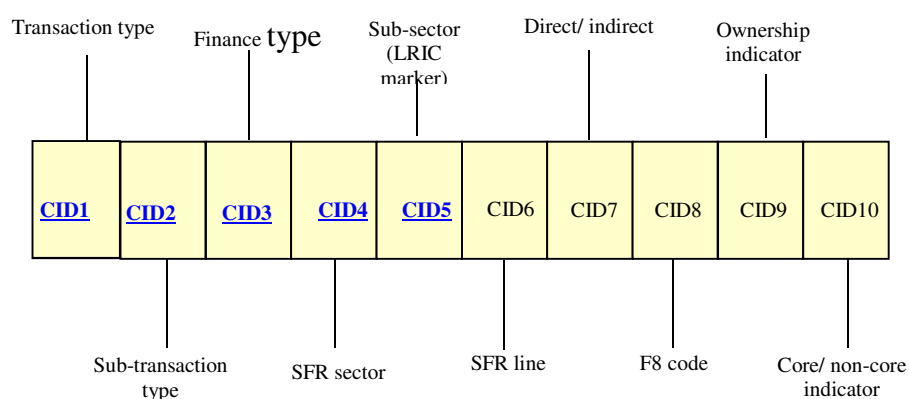 Transaction type
Finance type
Sub-sector
(LRIC
marker)
Direct/ indirect
Ownership
indicator
CID1 CID2 CID3 CID4 CID5 CID6 CID7 CID8 CID9 CID10
Sub-transaction
type
SFR sector
SFR line
F8 code
Core/ non-core
indicator